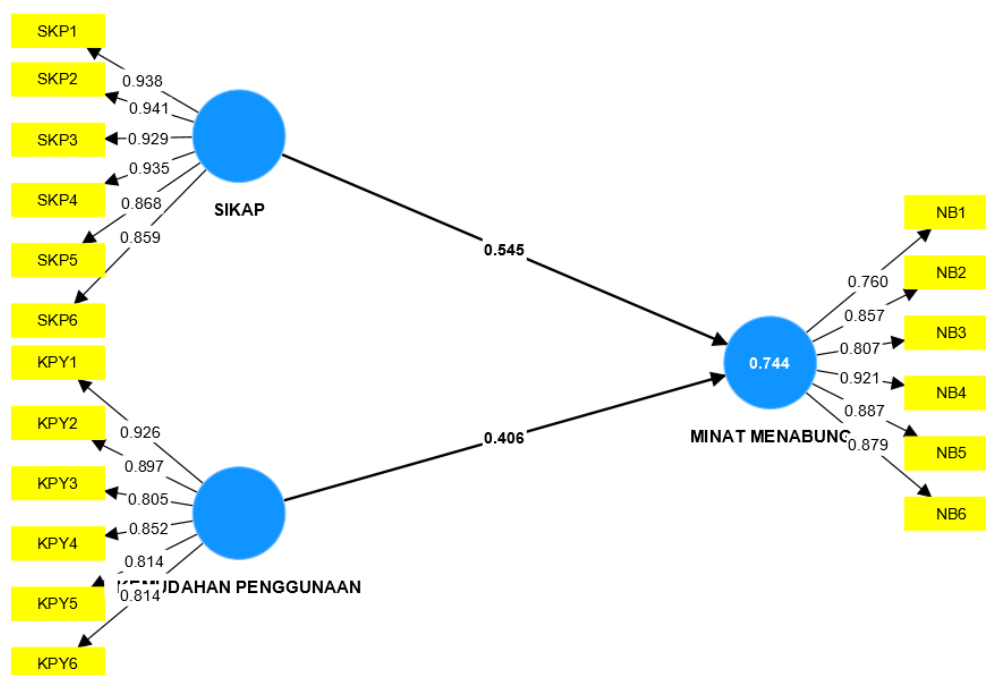 SKP1
SKP2
SKP3
SKP4
SKP5
SKP6
0.938
0.941
0.929
0.935
0.868
0.859
SIKAP
KPY1
KPY2
KPY3
KPY4
KPY5
KPY6
0.926
0.897
0.805
0.852
0.814
0.814
KEMUDAHAN PENGGUNAAN
0.545
0.406
0.744
MINAT MENABUNG
0.760
0.857
0.807
0.921
0.887
0.879
NB1
NB2
NB3
NB4
NB5
NB6